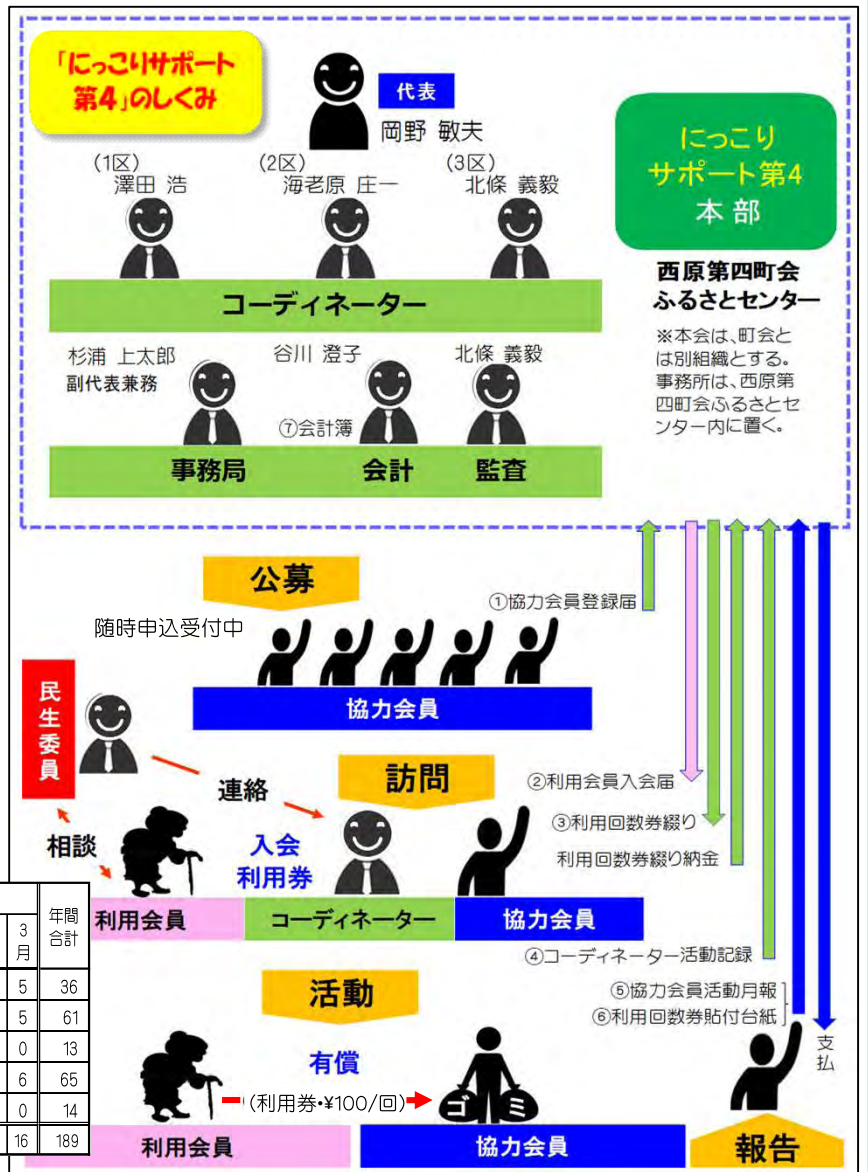 「にっこりサポート
第4」のしくみ
代表
岡野 敏夫
(1区)
澤田 浩
(2区)
海老原 庄一
(3区)
北條 義毅
コーディネーター
にっこり
サポート第4
本部
西原第四町会
ふるさとセンター
※本会は、町会と
は別組織とする。
事務所は、西原第
四町会ふるさとセ
ンター内に置く。
杉浦 上太郎
副代表兼務
谷川 澄子
北條 義毅
⑦会計簿
事務局
会計
監査
公募
①協力会員登録届
随時申込受付中
協力会員
民生委員
連絡
訪問
②利用会員入会届
③利用回数券綴り
利用回数券綴り納金
相談
入会
利用券
利用会員
コーディネーター
協力会員
④コーディネーター活動記録
3月 年間合計
5 36
5 61
0 13
6 65
0 14
16 189
活動
⑤協力会員活動月報
⑥利用回数券貼付台紙
支払
有償
(利用券・¥100/回)
ゴミ
利用会員
協力会員
報告